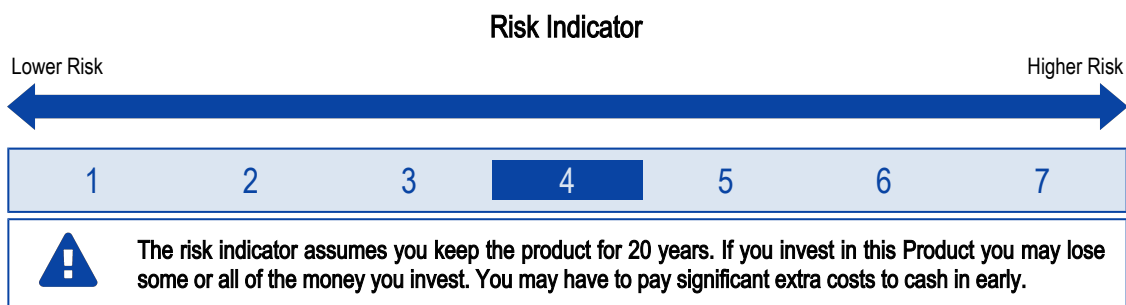 Risk Indicator
Lower Risk Higher Risk
1 2 3 4 5 6 7
The risk indicator assumes you keep the product for 20 years. If you invest in this Product you may lose
some or all of the money you invest. You may have to pay significant extra costs to cash in early.